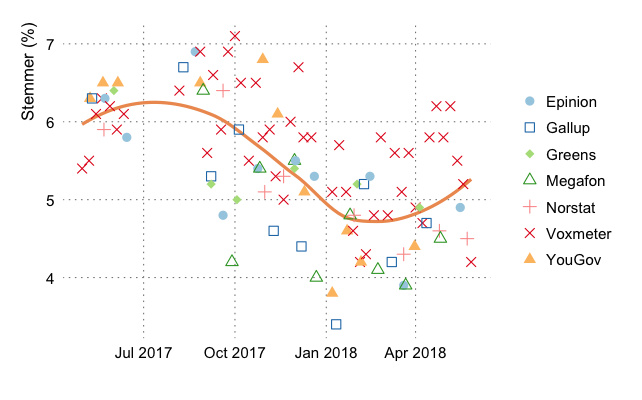 Stemmer (%)
7
6
5
4
Jul 2017
Oct 2017
Jan 2018
Apr 2018
Epinion
Gallup
Greens
Megafon
Norstat
Voxmeter
YouGov